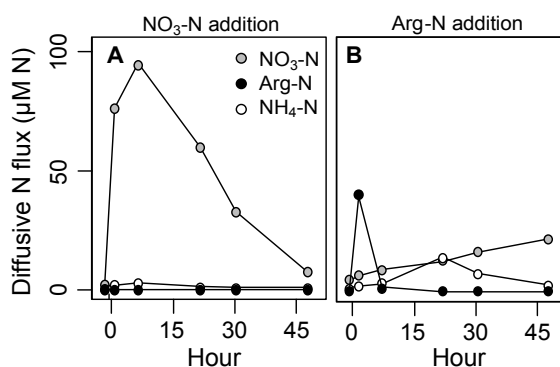 NO₃-N addition
Arg-N addition
A
B
NO₃-N
Arg-N
NH₄-N
Diffusive N flux (µM N)
100
50
0
0 15 30 45
0 15 30 45
Hour
Hour